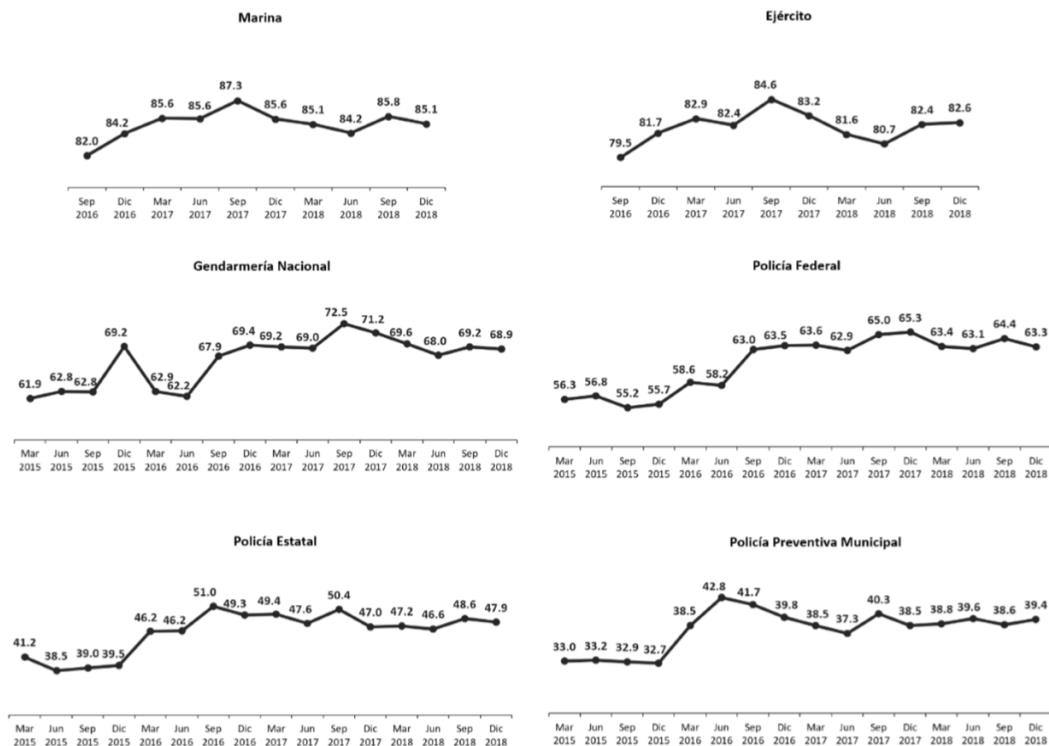 Marina
82.0 84.2 85.6 85.6 87.3 85.6 85.1 84.2 85.8 85.1
Sep Dic Mar Jun Sep Dic Mar Jun Sep Dic
2016 2016 2017 2017 2017 2017 2018 2018 2018 2018
Ejército
79.5 81.7 82.9 82.4 84.6 83.2 81.6 80.7 82.4 82.6
Sep Dic Mar Jun Sep Dic Mar Jun Sep Dic
2016 2016 2017 2017 2017 2017 2018 2018 2018 2018
Gendarmería Nacional
61.9 62.8 62.8 69.2 62.9 62.2 67.9 69.4 69.2 69.0 72.5 71.2 69.6 68.0 69.2 68.9
Mar Jun Sep Dic Mar Jun Sep Dic Mar Jun Sep Dic Mar Jun Sep Dic
2015 2015 2015 2015 2016 2016 2016 2016 2017 2017 2017 2017 2018 2018 2018 2018
Policía Federal
56.3 56.8 55.2 55.7 58.6 58.2 63.0 63.5 63.6 62.9 65.0 65.3 63.4 63.1 64.4 63.3
Mar Jun Sep Dic Mar Jun Sep Dic Mar Jun Sep Dic Mar Jun Sep Dic
2015 2015 2015 2015 2016 2016 2016 2016 2017 2017 2017 2017 2018 2018 2018 2018
Policía Estatal
41.2 38.5 39.0 39.5 46.2 46.2 51.0 49.3 49.4 47.6 50.4 47.0 47.2 46.6 48.6 47.9
Mar Jun Sep Dic Mar Jun Sep Dic Mar Jun Sep Dic Mar Jun Sep Dic
2015 2015 2015 2015 2016 2016 2016 2016 2017 2017 2017 2017 2018 2018 2018 2018
Policía Preventiva Municipal
33.0 33.2 32.9 32.7 38.5 42.8 41.7 39.8 38.5 37.3 40.3 38.5 38.8 39.6 38.6 39.4
Mar Jun Sep Dic Mar Jun Sep Dic Mar Jun Sep Dic Mar Jun Sep Dic
2015 2015 2015 2015 2016 2016 2016 2016 2017 2017 2017 2017 2018 2018 2018 2018